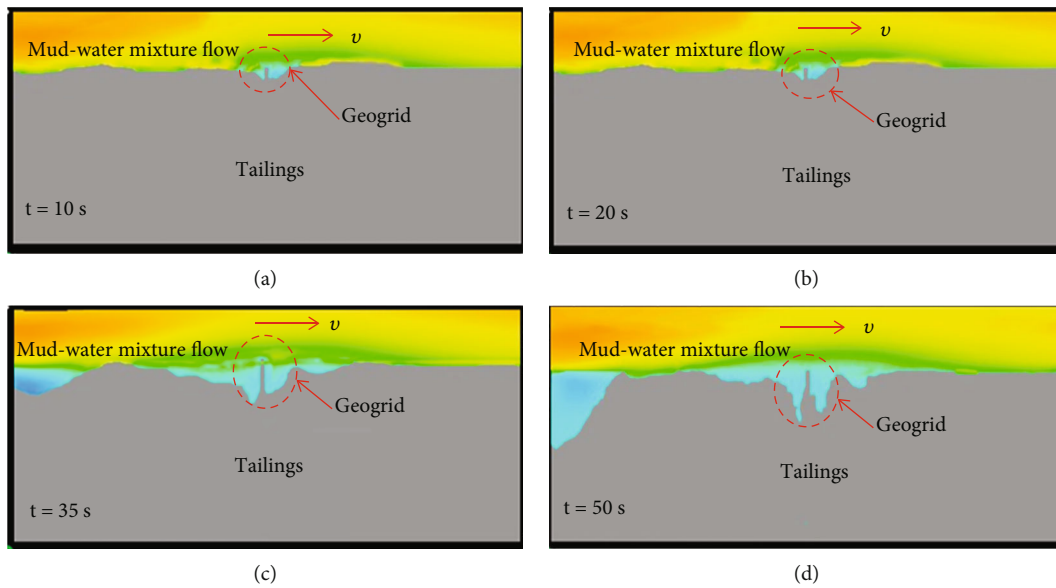 υ
Mud-water mixture flow
Geogrid
Tailings
t = 10 s
(a)
υ
Mud-water mixture flow
Geogrid
Tailings
t = 20 s
(b)
υ
Mud-water mixture flow
Geogrid
Tailings
t = 35 s
(c)
υ
Mud-water mixture flow
Geogrid
Tailings
t = 50 s
(d)